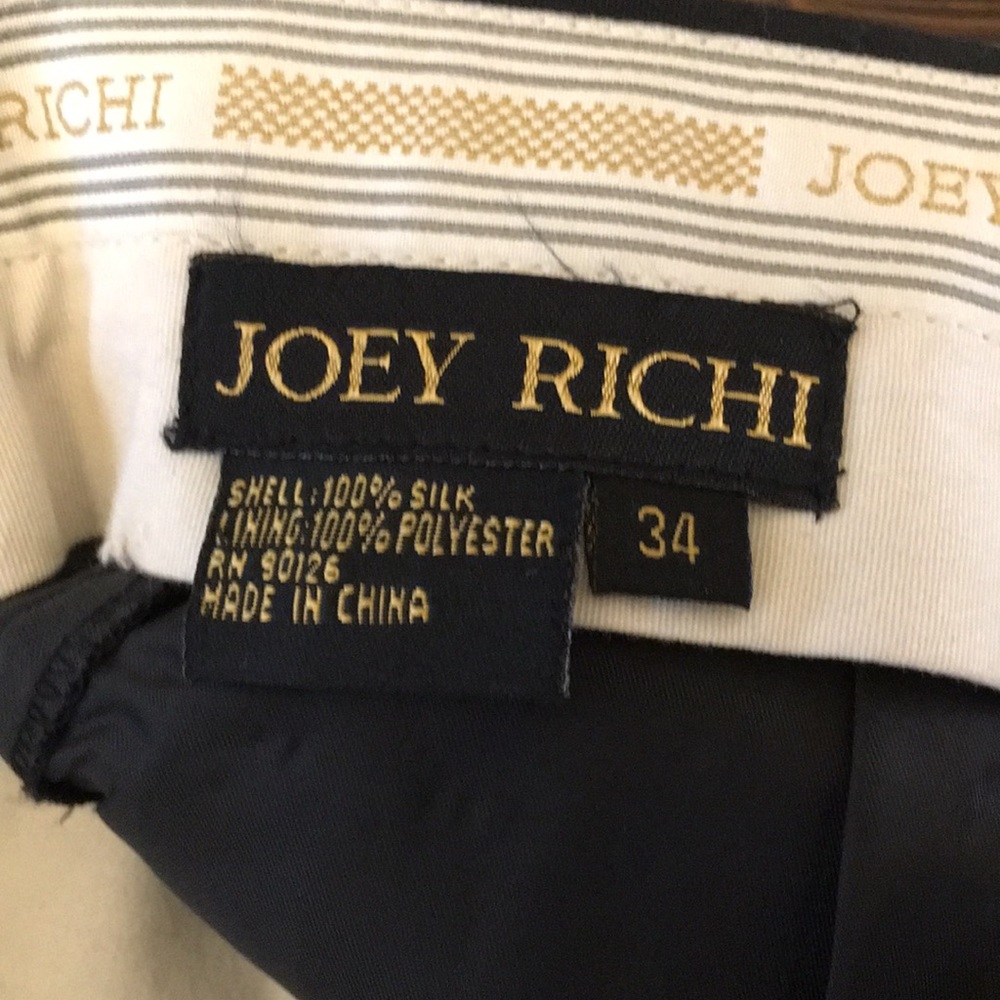 RICHI JOEY
JOEY RICHI
SHELL:100% SILK
LINING:100% POLYESTER
RN 90126
MADE IN CHINA
34